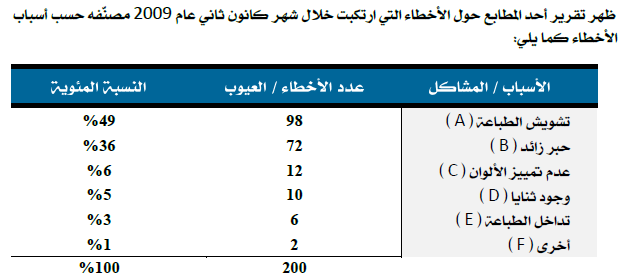 ظهر تقرير أحد المطابع حول الأخطاء التي ارتكبت خلال شهر كانون ثاني عام 2009 مصنّفه حسب أسباب
الأخطاء كما يلي:
الأسباب / المشاكل عدد الأخطاء / العيوب النسبة المئوية
تشويش الطباعة ( A ) 98 %49
حبر زائد ( B ) 72 %36
عدم تمييز الألوان ( C ) 12 %6
وجود ثنايا ( D ) 10 %5
تداخل الطباعة ( E ) 6 %3
أخرى ( F ) 2 %1
200 %100